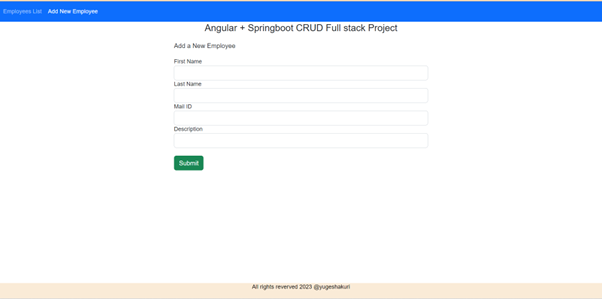 Employees List Add New Employee
Angular + Springboot CRUD Full stack Project
Add a New Employee
First Name
Last Name
Mail ID
Description
Submit
All rights reverved 2023 @yugeshakuri